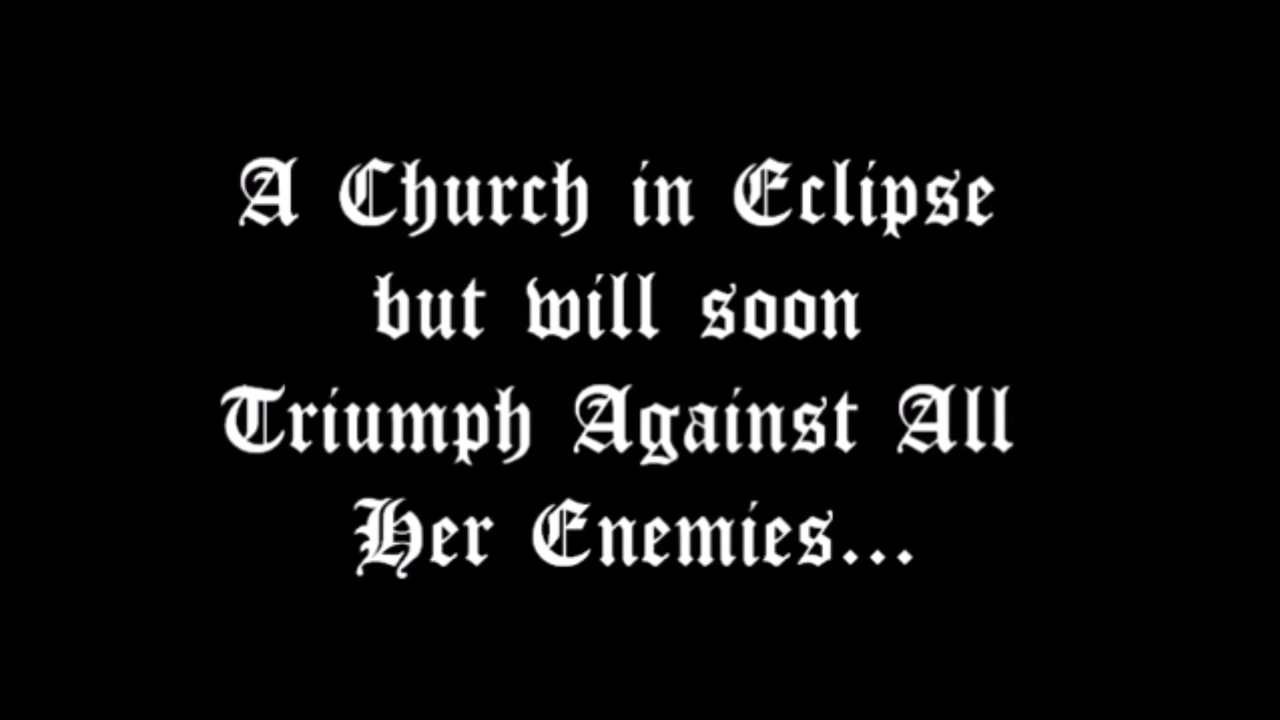 A Church in Eclipse
but will soon
Triumph Against All
Her Enemies...